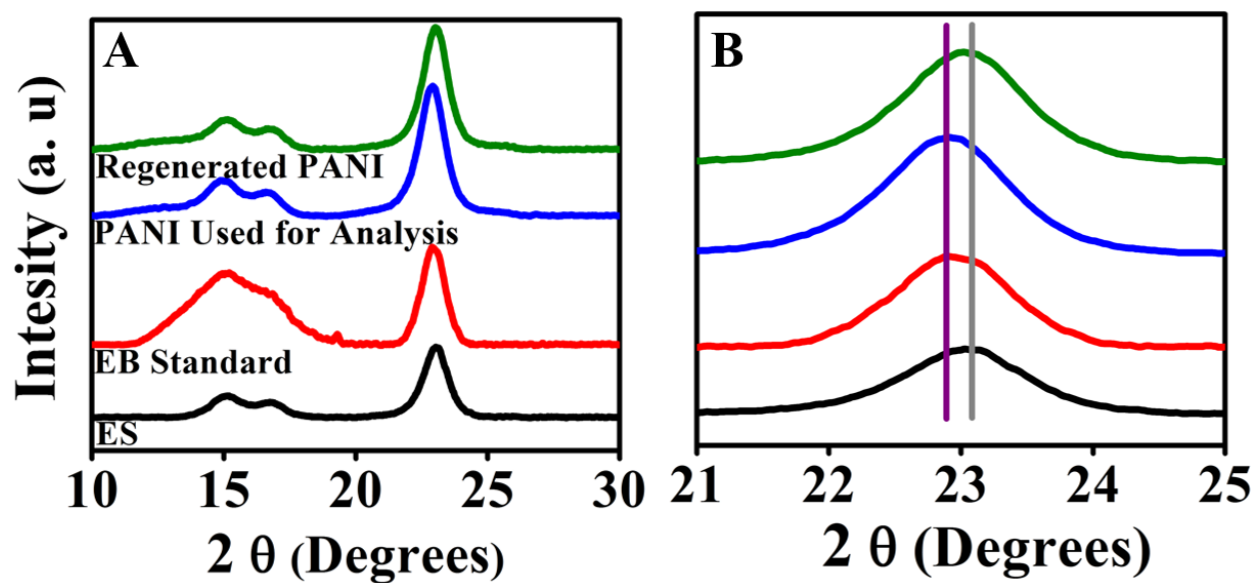 Intesity (a. u)
A
Regenerated PANI
PANI Used for Analysis
EB Standard
ES
10 15 20 25 30
2 θ (Degrees)
B
21 22 23 24 25
2 θ (Degrees)